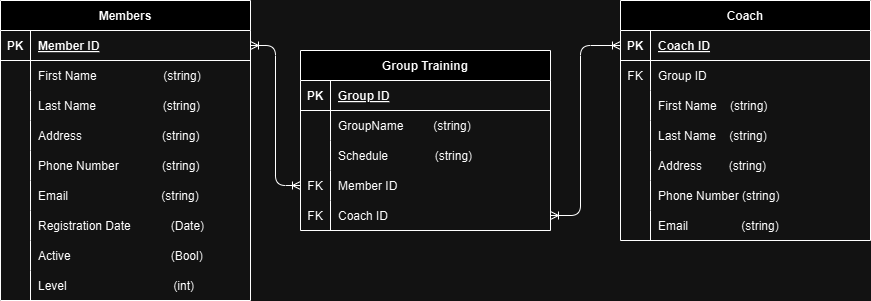 Members
PK Member ID
First Name (string)
Last Name (string)
Address (string)
Phone Number (string)
Email (string)
Registration Date (Date)
Active (Bool)
Level (int)
Group Training
PK Group ID
GroupName (string)
Schedule (string)
FK Member ID
FK Coach ID
Coach
PK Coach ID
FK Group ID
First Name (string)
Last Name (string)
Address (string)
Phone Number (string)
Email (string)